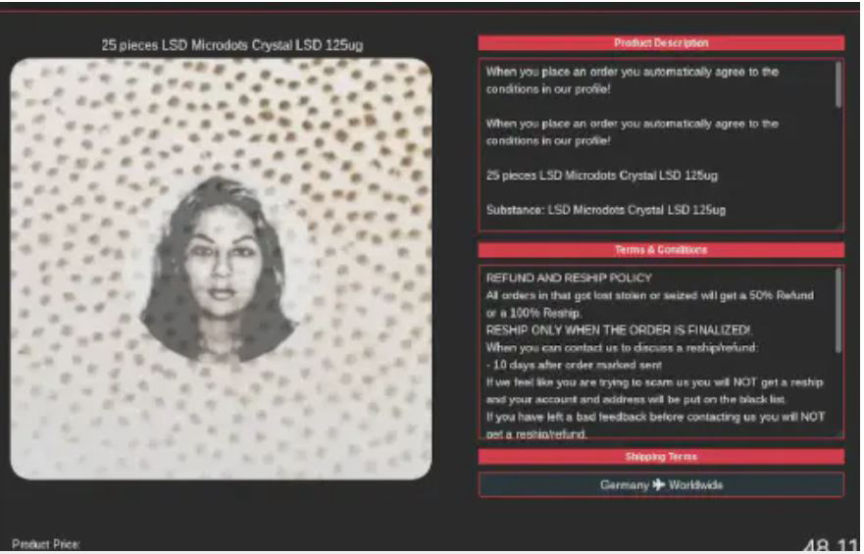 25 pieces LSD Microdots Crystal LSD 125ug
Product Description
When you place an order you automatically agree to the
conditions in our profile!
When you place an order you automatically agree to the
conditions in our profile!
25 pieces LSD Microdots Crystal LSD 125ug
Substance: LSD Microdots Crystal LSD 125ug
Terms & Conditions
REFUND AND RESHIP POLICY
All orders in that got lost stolen or seized will get a 50% Refund
or a 100% Reship.
RESHIP ONLY WHEN THE ORDER IS FINALIZED!
When you can contact us to discuss a reship/refund:
- 10 days after order marked sent
If we feel like you are trying to scam us you will NOT get a reship
and your account and address will be put on the black list.
If you have left a bad feedback before contacting us you will NOT
get a reship/refund.
Shipping Terms
Germany Worldwide
Product Price:
48.11